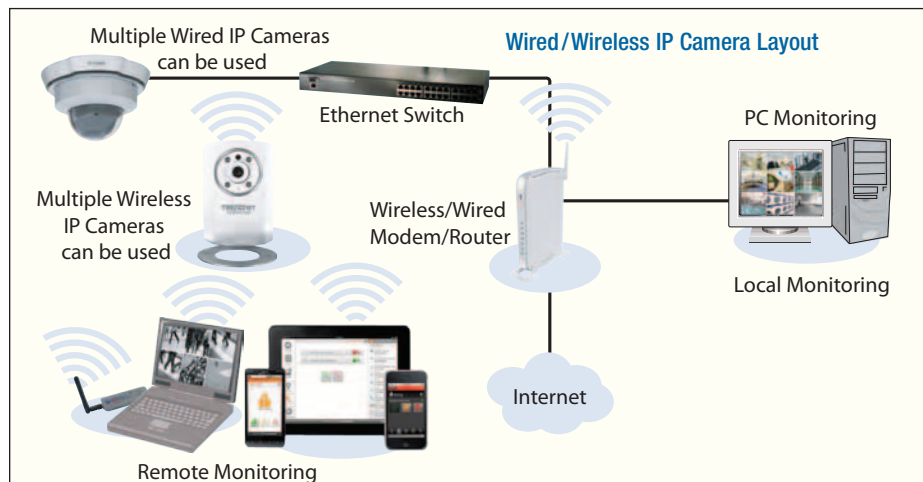 Wired/Wireless IP Camera Layout
Multiple Wired IP Cameras
can be used
Ethernet Switch
PC Monitoring
Multiple Wireless
IP Cameras
can be used
Wireless/Wired
Modem/Router
Local Monitoring
Internet
Remote Monitoring